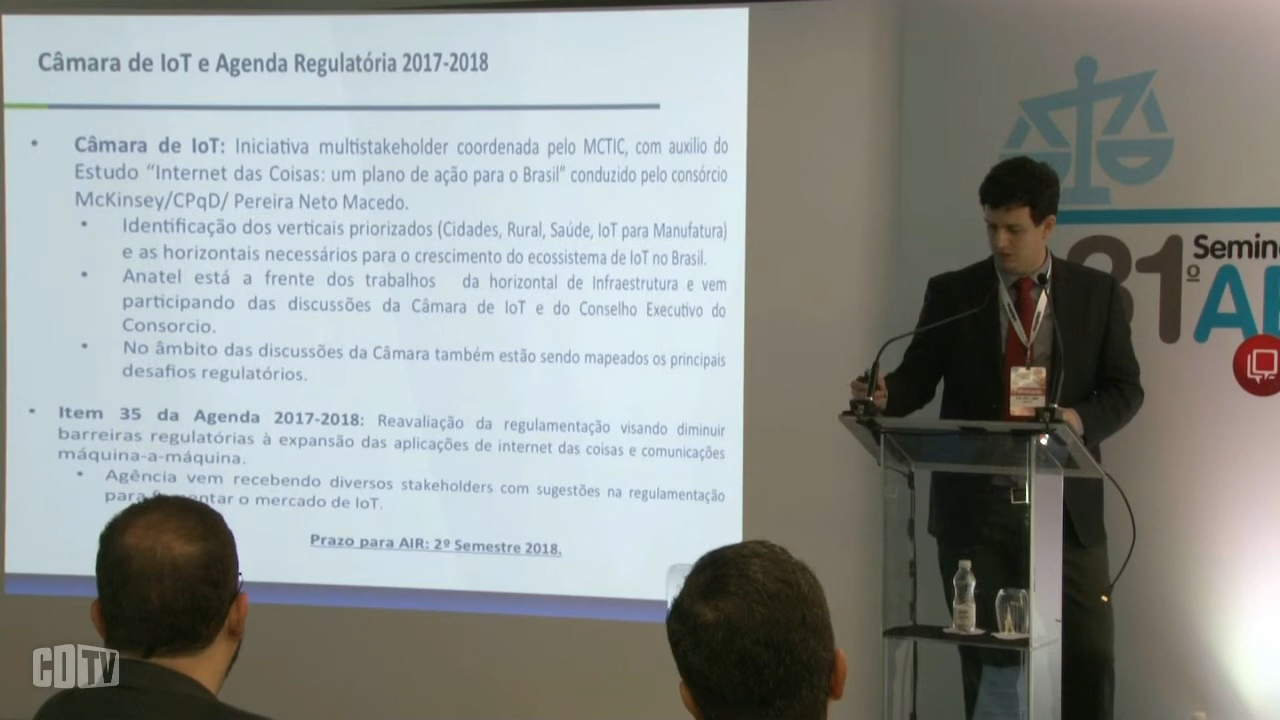 Câmara de IoT e Agenda Regulatória 2017-2018
• Câmara de IoT: Iniciativa multistakeholder coordenada pelo MCTIC, com auxilio do
Estudo “Internet das Coisas: um plano de ação para o Brasil” conduzido pelo consórcio
McKinsey/CPqD/ Pereira Neto Macedo.
• Identificação dos verticais priorizados (Cidades, Rural, Saúde, IoT para Manufatura)
e as horizontais necessários para o crescimento do ecossistema de IoT no Brasil.
• Anatel está a frente dos trabalhos da horizontal de Infraestrutura e vem
participando das discussões da Câmara de IoT e do Conselho Executivo do
Consorcio.
• No âmbito das discussões da Câmara também estão sendo mapeados os principais
desafios regulatórios.
• Item 35 da Agenda 2017-2018: Reavaliação da regulamentação visando diminuir
barreiras regulatórias à expansão das aplicações de internet das coisas e comunicações
máquina-a-máquina.
• Agência vem recebendo diversos stakeholders com sugestões na regulamentação
para o mercado de IoT.
Prazo para AIR: 2º Semestre 2018.
31º
CDTV